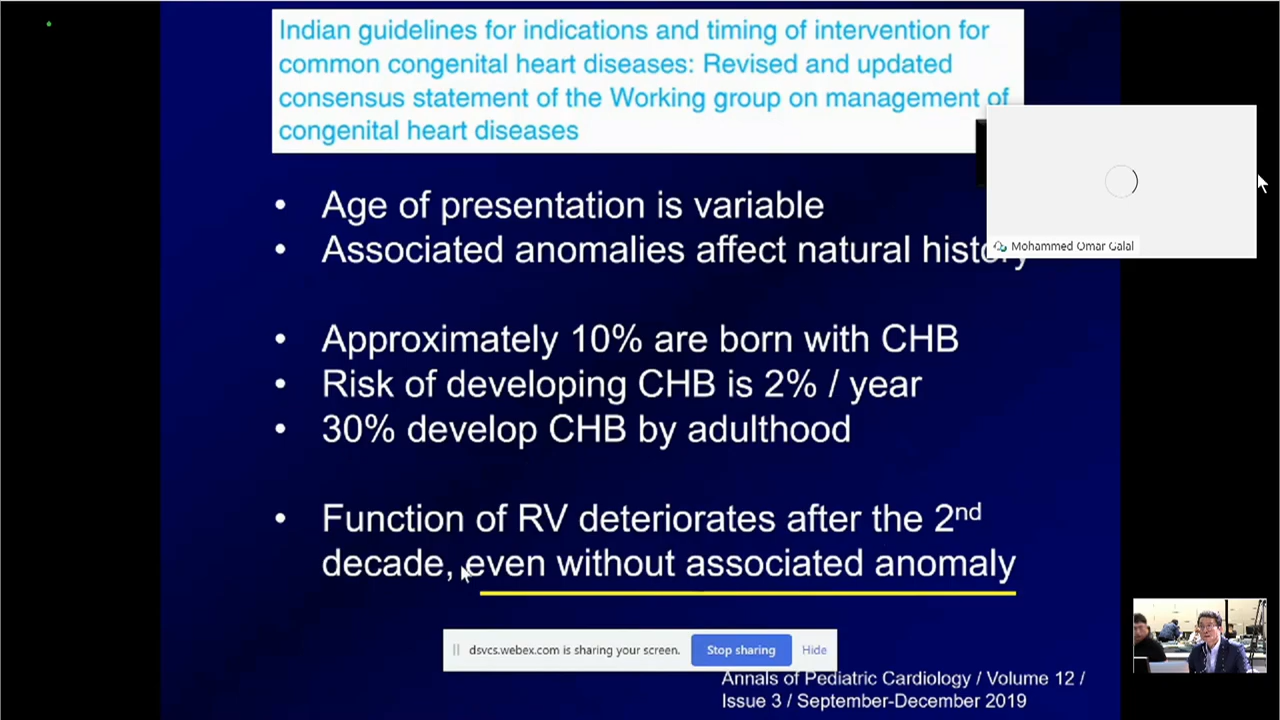 Indian guidelines for indications and timing of intervention for
common congenital heart diseases: Revised and updated
consensus statement of the Working group on management of
congenital heart diseases
• Age of presentation is variable
• Associated anomalies affect natural history
Mohammed Omar Galal
• Approximately 10% are born with CHB
• Risk of developing CHB is 2% / year
• 30% develop CHB by adulthood
• Function of RV deteriorates after the 2nd
decade, even without associated anomaly
dsvcs.webex.com is sharing your screen. Stop sharing Hide
Annals of Pediatric Cardiology / Volume 12 /
Issue 3 / September-December 2019